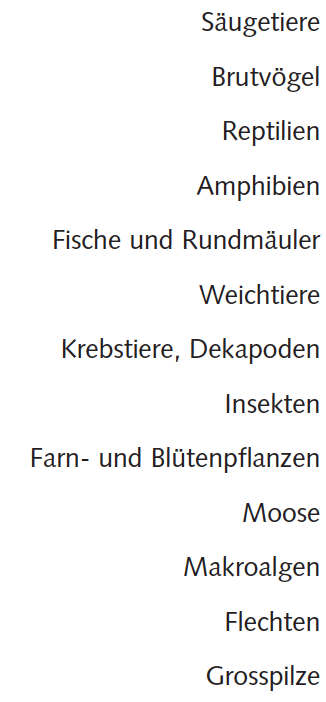 Säugetiere
Brutvögel
Reptilien
Amphibien
Fische und Rundmäuler
Weichtiere
Krebstiere, Dekapoden
Insekten
Farn- und Blütenpflanzen
Moose
Makroalgen
Flechten
Grosspilze